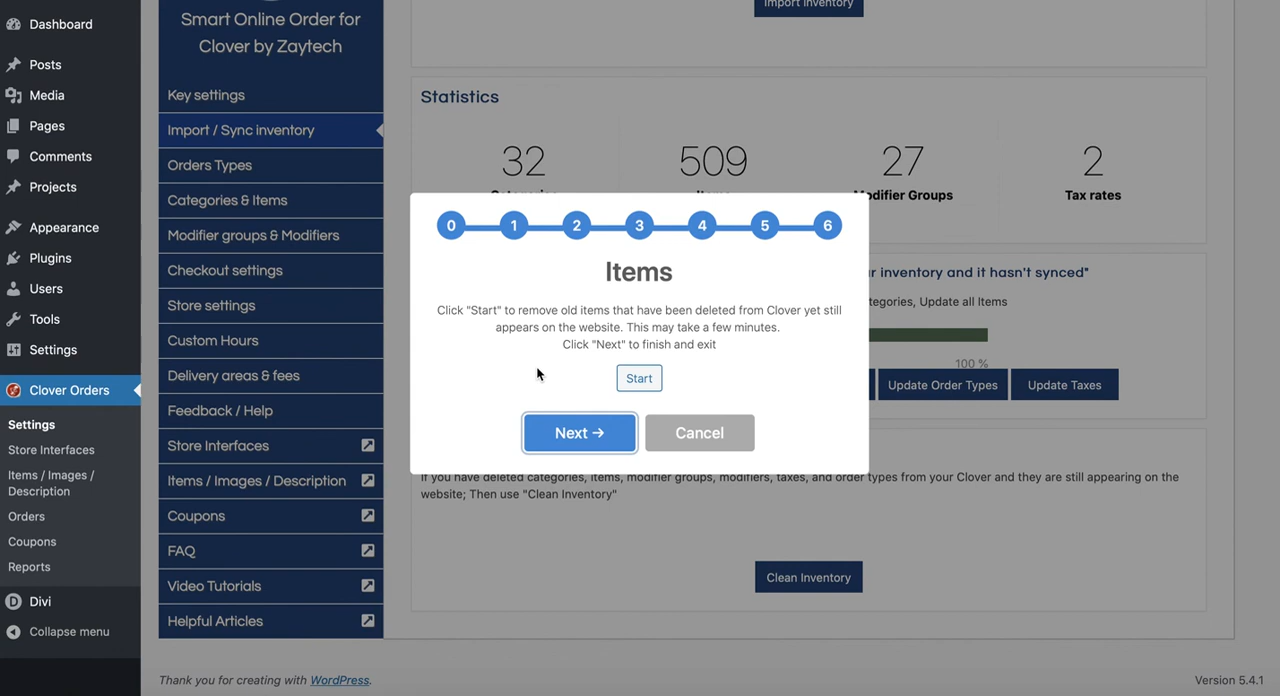 Dashboard
Posts
Media
Pages
Comments
Projects
Appearance
Plugins
Users
Tools
Settings
Clover Orders
Settings
Store Interfaces
Items / Images /
Description
Orders
Coupons
Reports
Divi
Collapse menu
Smart Online Order for
Clover by Zaytech
Key settings
Import / Sync inventory
Orders Types
Categories & Items
Modifier groups & Modifiers
Checkout settings
Store settings
Custom Hours
Delivery areas & fees
Feedback / Help
Store Interfaces
Items / Images / Description
Coupons
FAQ
Video Tutorials
Helpful Articles
Import Inventory
Statistics
32
509
27
2
Categories
Items
Modifier Groups
Tax rates
0 1 2 3 4 5 6
Items
Click "Start" to remove old items that have been deleted from Clover yet still
appears on the website. This may take a few minutes.
Click "Next" to finish and exit
Start
Next →
Cancel
inventory and it hasn't synced"
Update all Items
100 %
Update Order Types
Update Taxes
If you have deleted categories, items, modifier groups, modifiers, taxes, and order types from your Clover and they are still appearing on the
website; Then use "Clean Inventory"
Clean Inventory
Thank you for creating with WordPress.
Version 5.4.1